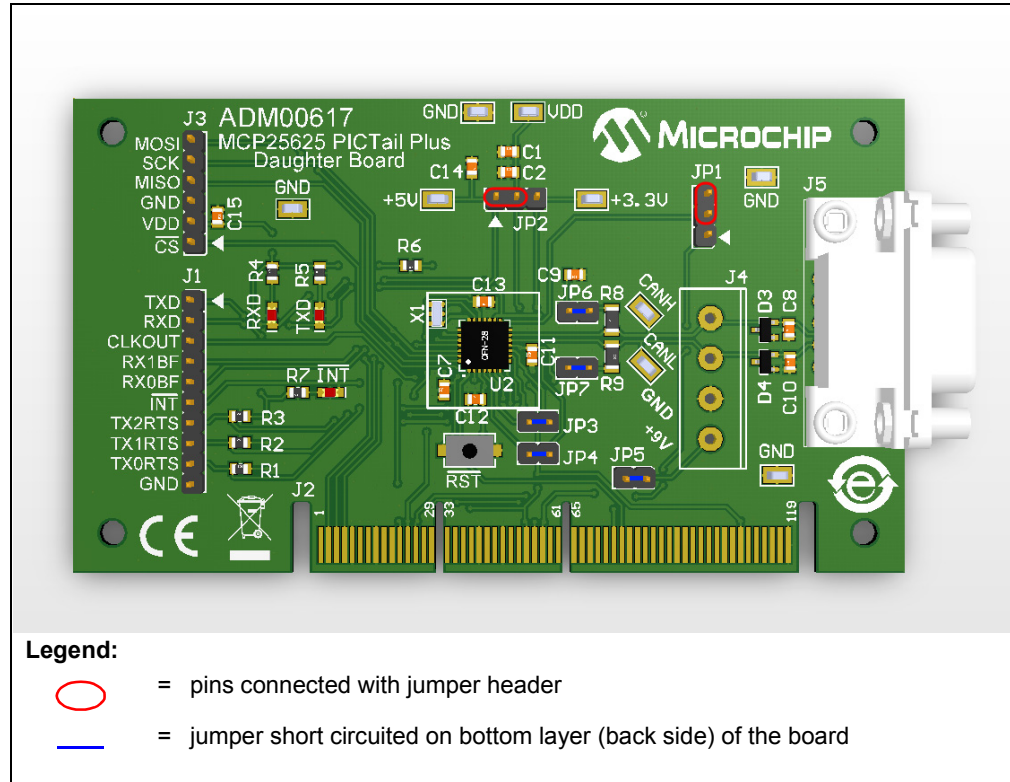 ADM00617
MCP25625 PICTail Plus
Daughter Board
J3
MOSI
SCK
MISO
GND
VDD
CS
C15
GND
GND
VDD
C14
C1
C2
+5V
+3.3V
JP2
MICROCHIP
JP1
GND
J5
J1
TXD
RXD
CLKOUT
RX1BF
RX0BF
INT
TX2RTS
TX1RTS
TX0RTS
GND
R4
R5
RXD
TXD
R6
R7
INT
R3
R2
R1
X1
C13
QFN-28
C11
C7
U2
C12
RST
C9
JP6
R8
CANH
JP7
R9
CANL
GND
+9V
J4
D3
C8
D4
C10
JP3
JP4
JP5
GND
e
J2
1
29
33
61
65
119
CE
Legend:
= pins connected with jumper header
= jumper short circuited on bottom layer (back side) of the board